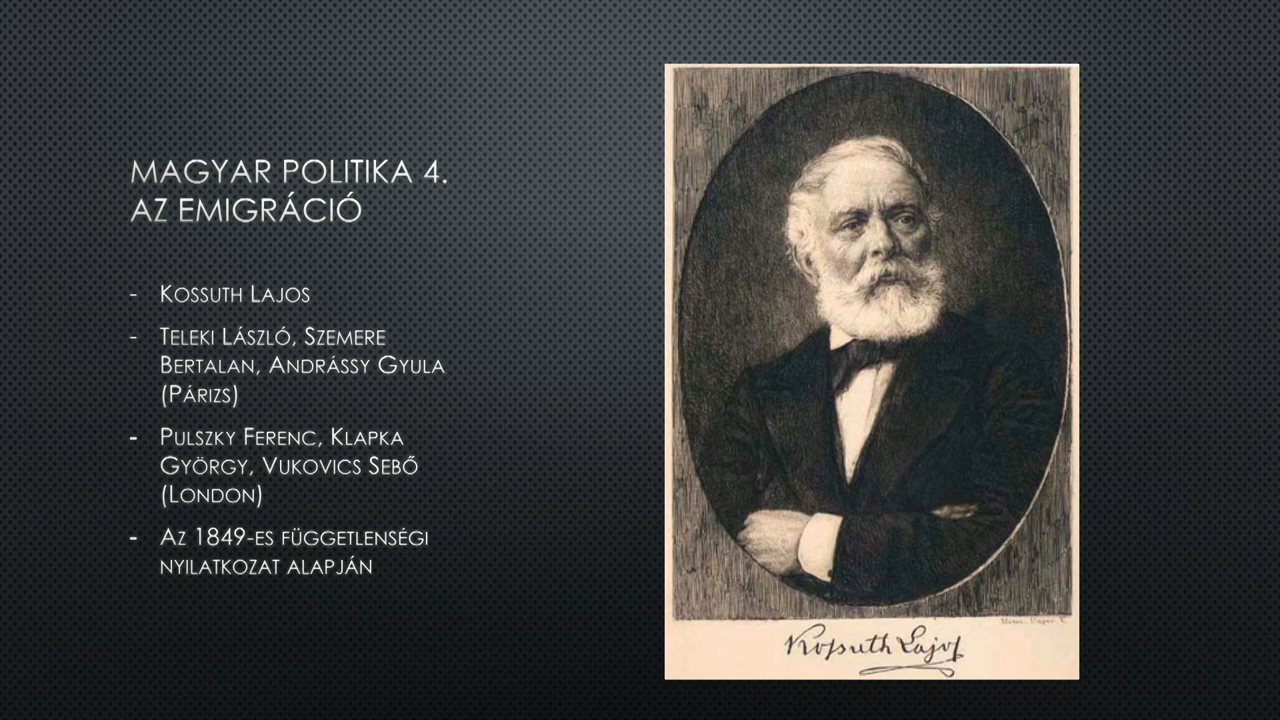 MAGYAR POLITIKA 4.
AZ EMIGRÁCIÓ
- KOSSUTH LAJOS
- TELEKI LÁSZLÓ, SZEMERE
BERTALAN, ANDRÁSSY GYULA
(PÁRIZS)
- PULSZKY FERENC, KLAPKA
GYÖRGY, VUKOVICS SEBŐ
(LONDON)
- AZ 1849-ES FÜGGETLENSÉGI
NYILATKOZAT ALAPJÁN
Kossuth Lajos